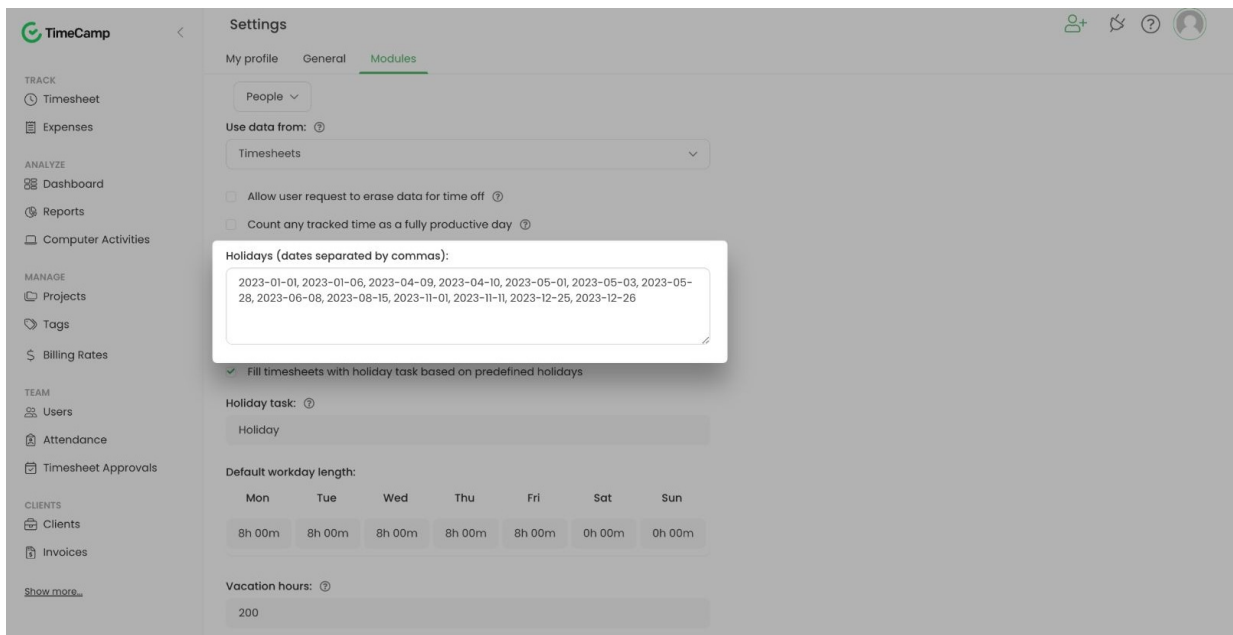 TimeCamp
TRACK
Timesheet
Expenses
ANALYZE
Dashboard
Reports
Computer Activities
MANAGE
Projects
Tags
$ Billing Rates
TEAM
Users
Attendance
Timesheet Approvals
CLIENTS
Clients
Invoices
Show more...
Settings
My profile General Modules
People
Use data from: ?
Timesheets
Allow user request to erase data for time off ?
Count any tracked time as a fully productive day ?
Holidays (dates separated by commas):
2023-01-01, 2023-01-06, 2023-04-09, 2023-04-10, 2023-05-01, 2023-05-03, 2023-05-
28, 2023-06-08, 2023-08-15, 2023-11-01, 2023-11-11, 2023-12-25, 2023-12-26
Fill timesheets with holiday task based on predefined holidays
Holiday task: ?
Holiday
Default workday length:
Mon Tue Wed Thu Fri Sat Sun
8h 00m 8h 00m 8h 00m 8h 00m 8h 00m 0h 00m 0h 00m
Vacation hours: ?
200